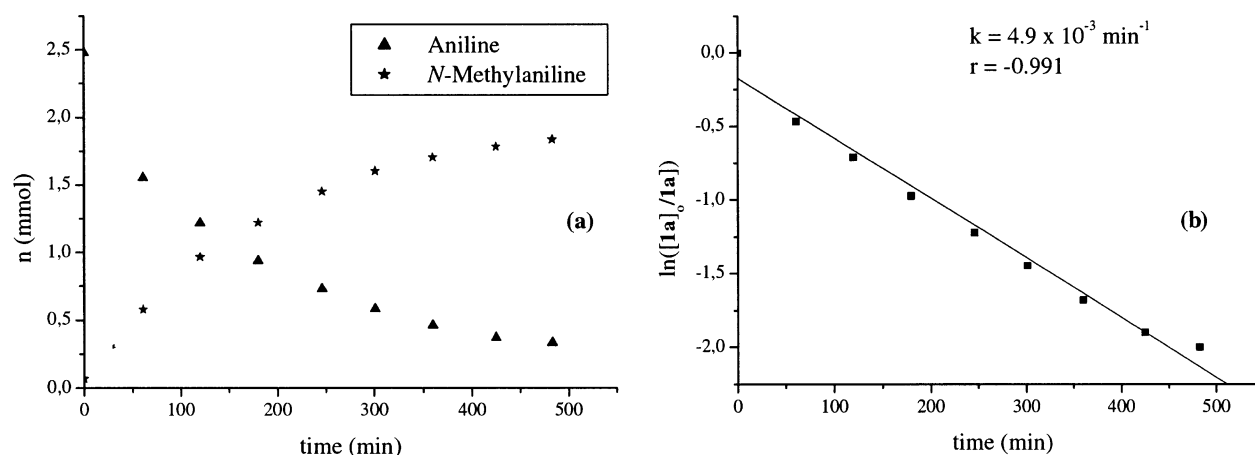 Aniline
N-Methylaniline
2,5
2,0
1,5
1,0
0,5
0,0
n (mmol)
(a)
0
100
200
300
400
500
time (min)
k = 4.9 x 10⁻³ min⁻¹
r = -0.991
0,0
-0,5
-1,0
-1,5
-2,0
ln([1a]ₒ/1a])
(b)
0
100
200
300
400
500
time (min)